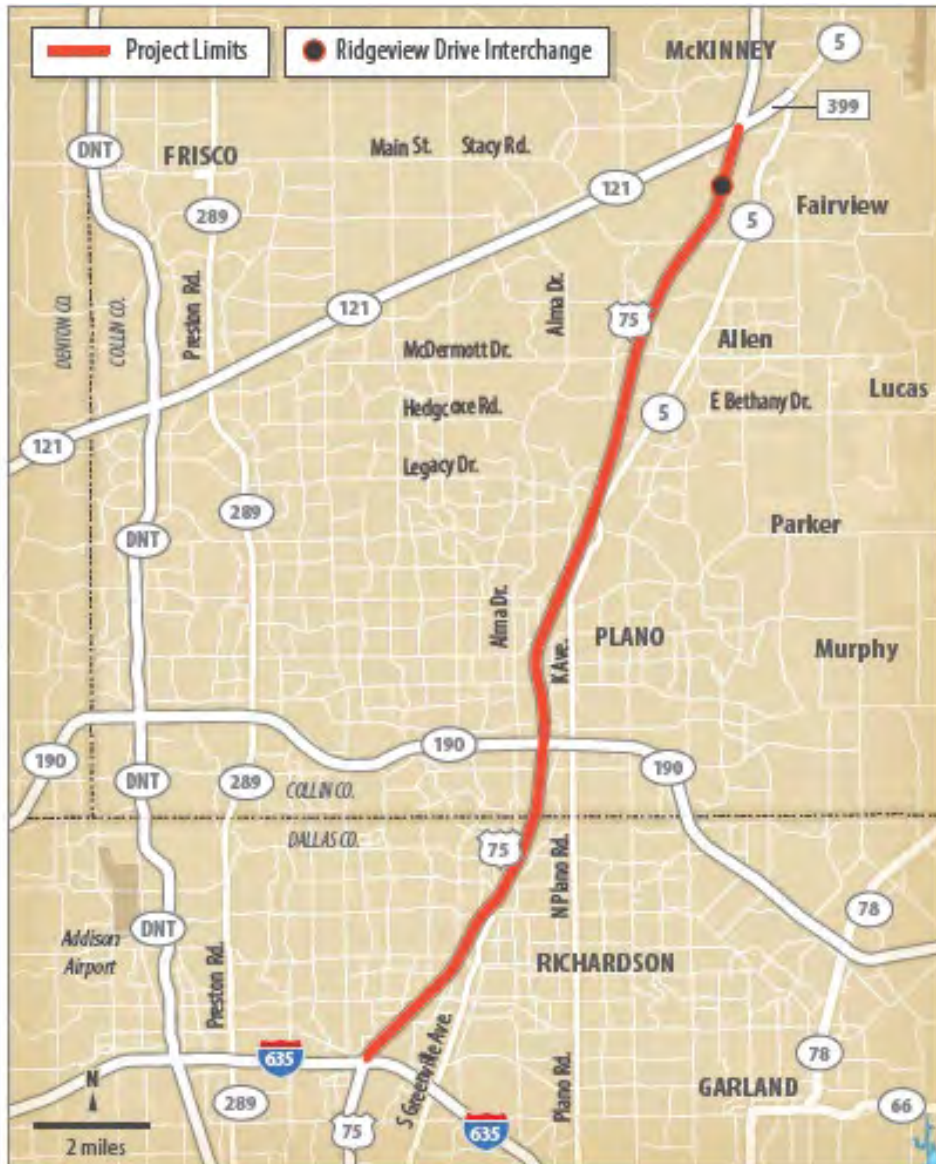 Project Limits
Ridgeview Drive Interchange
McKINNEY
5
399
DNT
FRISCO
Main St.
Stacy Rd.
121
289
5
Fairview
DENTON CO.
COLLIN CO.
Preston Rd.
121
Alma Dr.
75
McDermott Dr.
Allen
Lucas
Hedgcoxe Rd.
5
E Bethany Dr.
121
Legacy Dr.
289
DNT
Parker
Alma Dr.
PLANO
K Ave.
Murphy
190
190
190
DNT
289
COLLIN CO.
DALLAS CO.
75
N Plano Rd.
78
DNT
Addison
Airport
Preston Rd.
RICHARDSON
S Greenville Ave.
635
78
N
289
Plano Rd.
GARLAND
66
2 miles
75
635